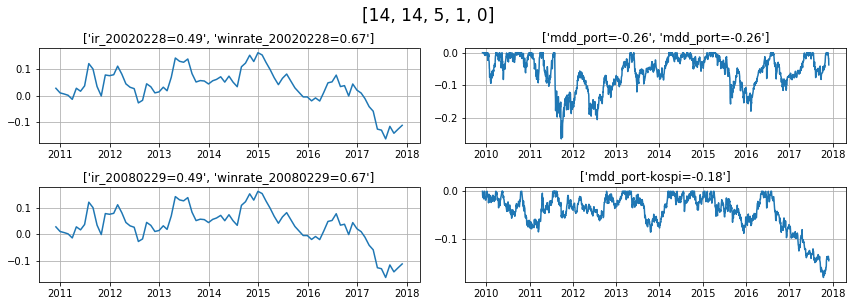 [14, 14, 5, 1, 0]
['ir_20020228=0.49', 'winrate_20020228=0.67']
0.1
0.0
−0.1
2011 2012 2013 2014 2015 2016 2017 2018
['mdd_port=-0.26', 'mdd_port=-0.26']
0.0
−0.1
−0.2
2010 2011 2012 2013 2014 2015 2016 2017 2018
['ir_20080229=0.49', 'winrate_20080229=0.67']
0.1
0.0
−0.1
2011 2012 2013 2014 2015 2016 2017 2018
['mdd_port-kospi=-0.18']
0.0
−0.1
2010 2011 2012 2013 2014 2015 2016 2017 2018